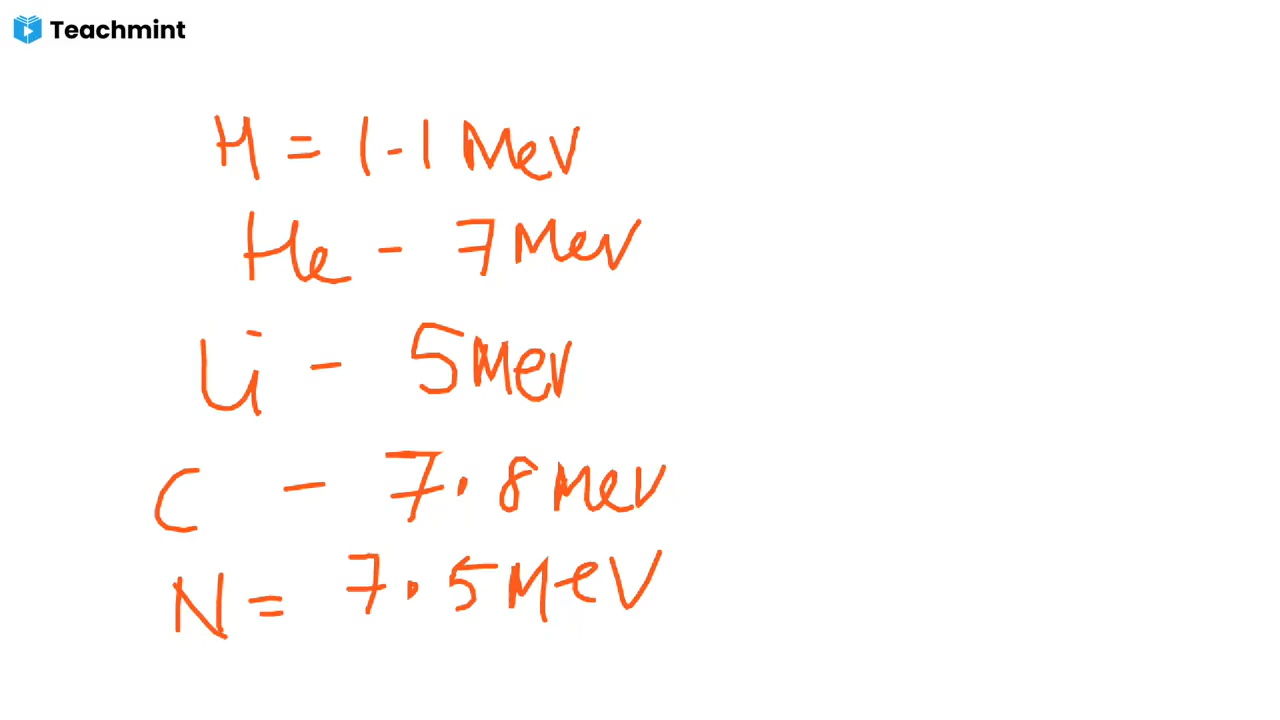 Teachmint
H = 1.1 MeV
He - 7 MeV
Li - 5 MeV
C - 7.8 MeV
N = 7.5 MeV